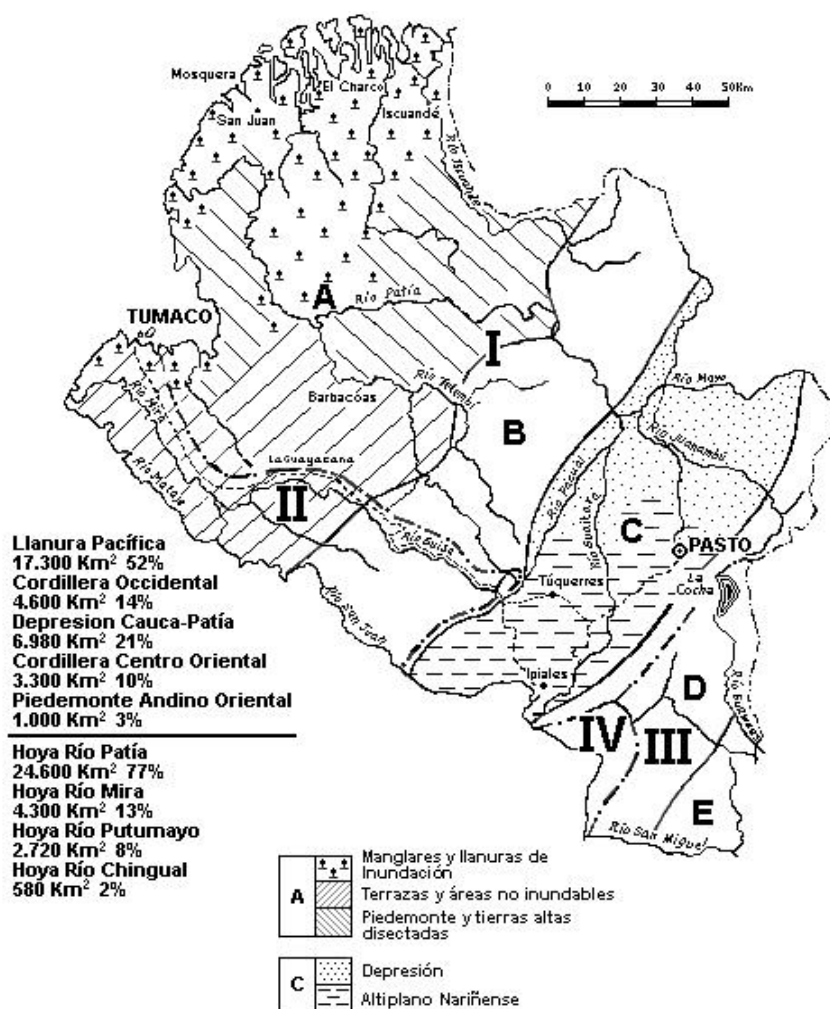 Mosquera
El Charco
San Juan
Iscuandé
0 10 20 30 40 50Km
Río Iscuandé
A
Río Patía
TUMACO
I
Río Mira
Barbacóas
Río Telembí
Río Mayo
B
Río Juanambú
La Guayacana
Río Mataje
II
Río Guisa
Río Pacual
Río Guáitara
C
PASTO
La
Cocha
Túquerres
Río San Juan
Ipiales
D
IV
III
E
Río San Miguel
Llanura Pacífica
17.300 Km² 52%
Cordillera Occidental
4.600 Km² 14%
Depresion Cauca-Patía
6.980 Km² 21%
Cordillera Centro Oriental
3.300 Km² 10%
Piedemonte Andino Oriental
1.000 Km² 3%
Hoya Río Patía
24.600 Km² 77%
Hoya Río Mira
4.300 Km² 13%
Hoya Río Putumayo
2.720 Km² 8%
Hoya Río Chingual
580 Km² 2%
A
Manglares y llanuras de
Inundación
Terrazas y áreas no inundables
Piedemonte y tierras altas
disectadas
C
Depresión
Altiplano Nariñense